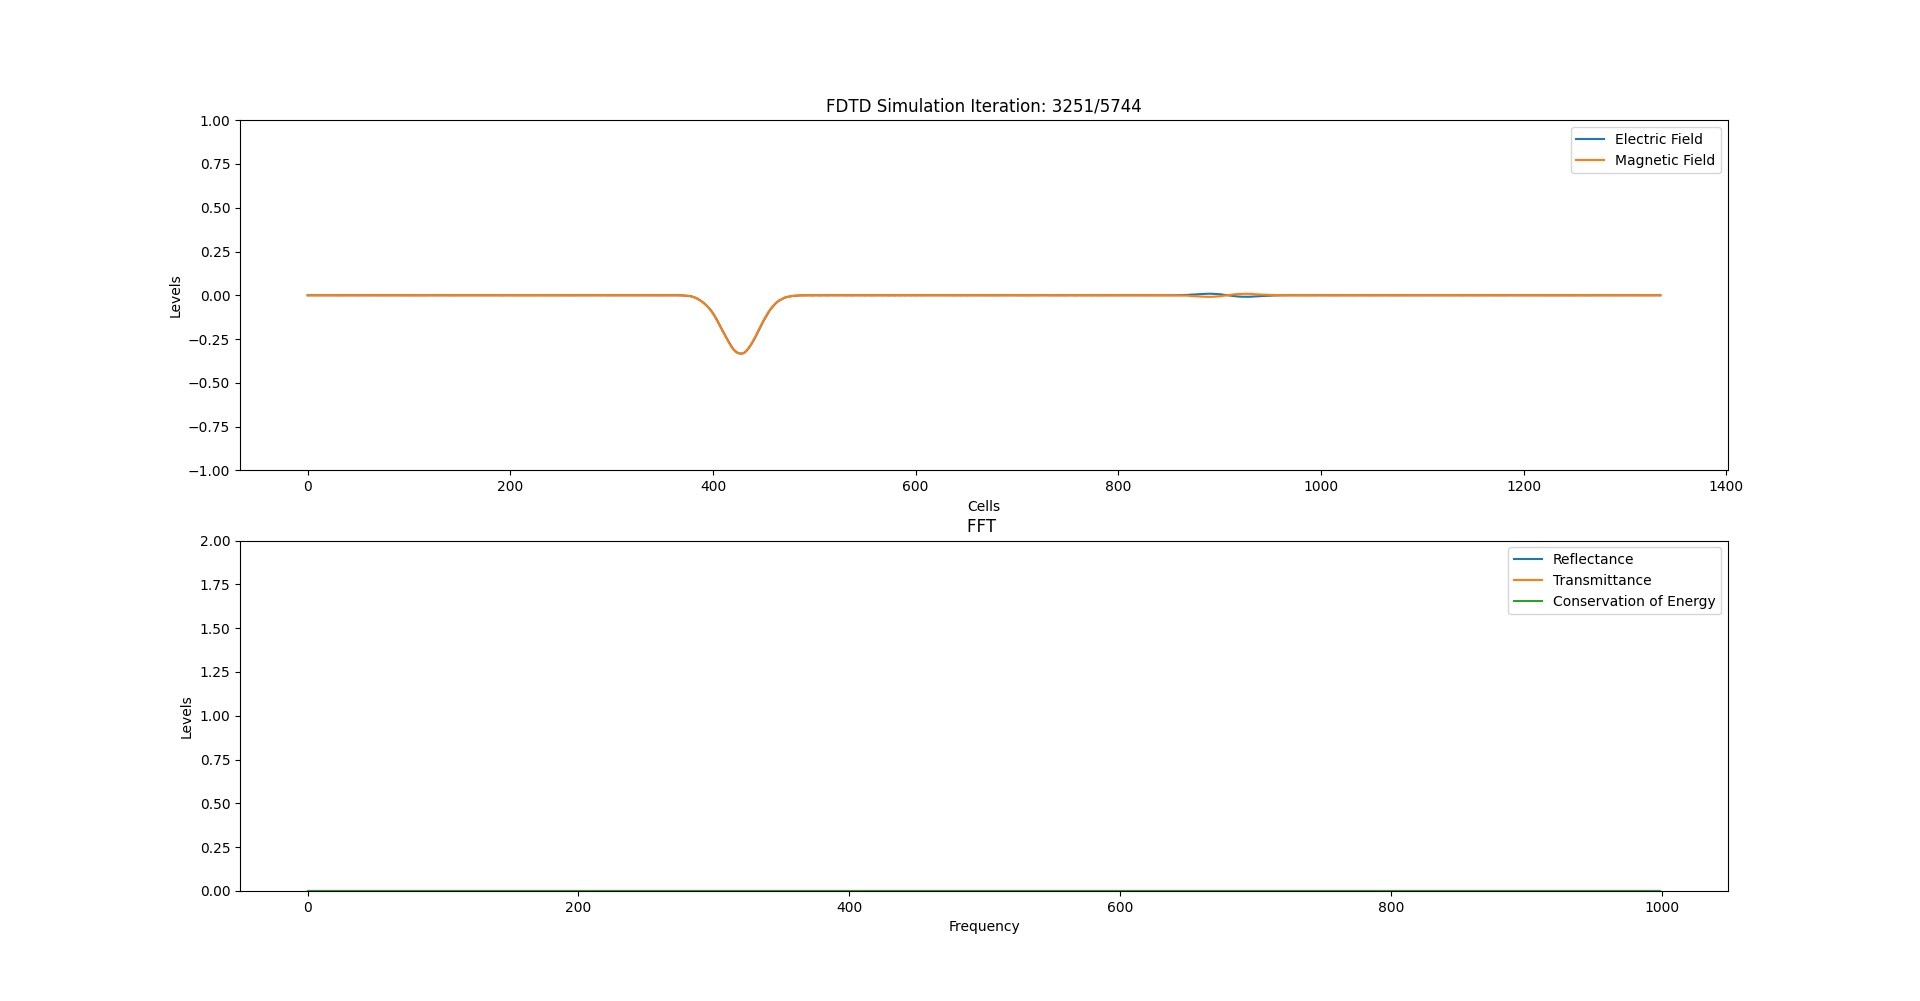 FDTD Simulation Iteration: 3251/5744
1.00
0.75
0.50
0.25
0.00
−0.25
−0.50
−0.75
−1.00
Levels
Electric Field
Magnetic Field
0 200 400 600 800 1000 1200 1400
Cells
FFT
2.00
1.75
1.50
1.25
1.00
0.75
0.50
0.25
0.00
Levels
Reflectance
Transmittance
Conservation of Energy
0 200 400 600 800 1000
Frequency